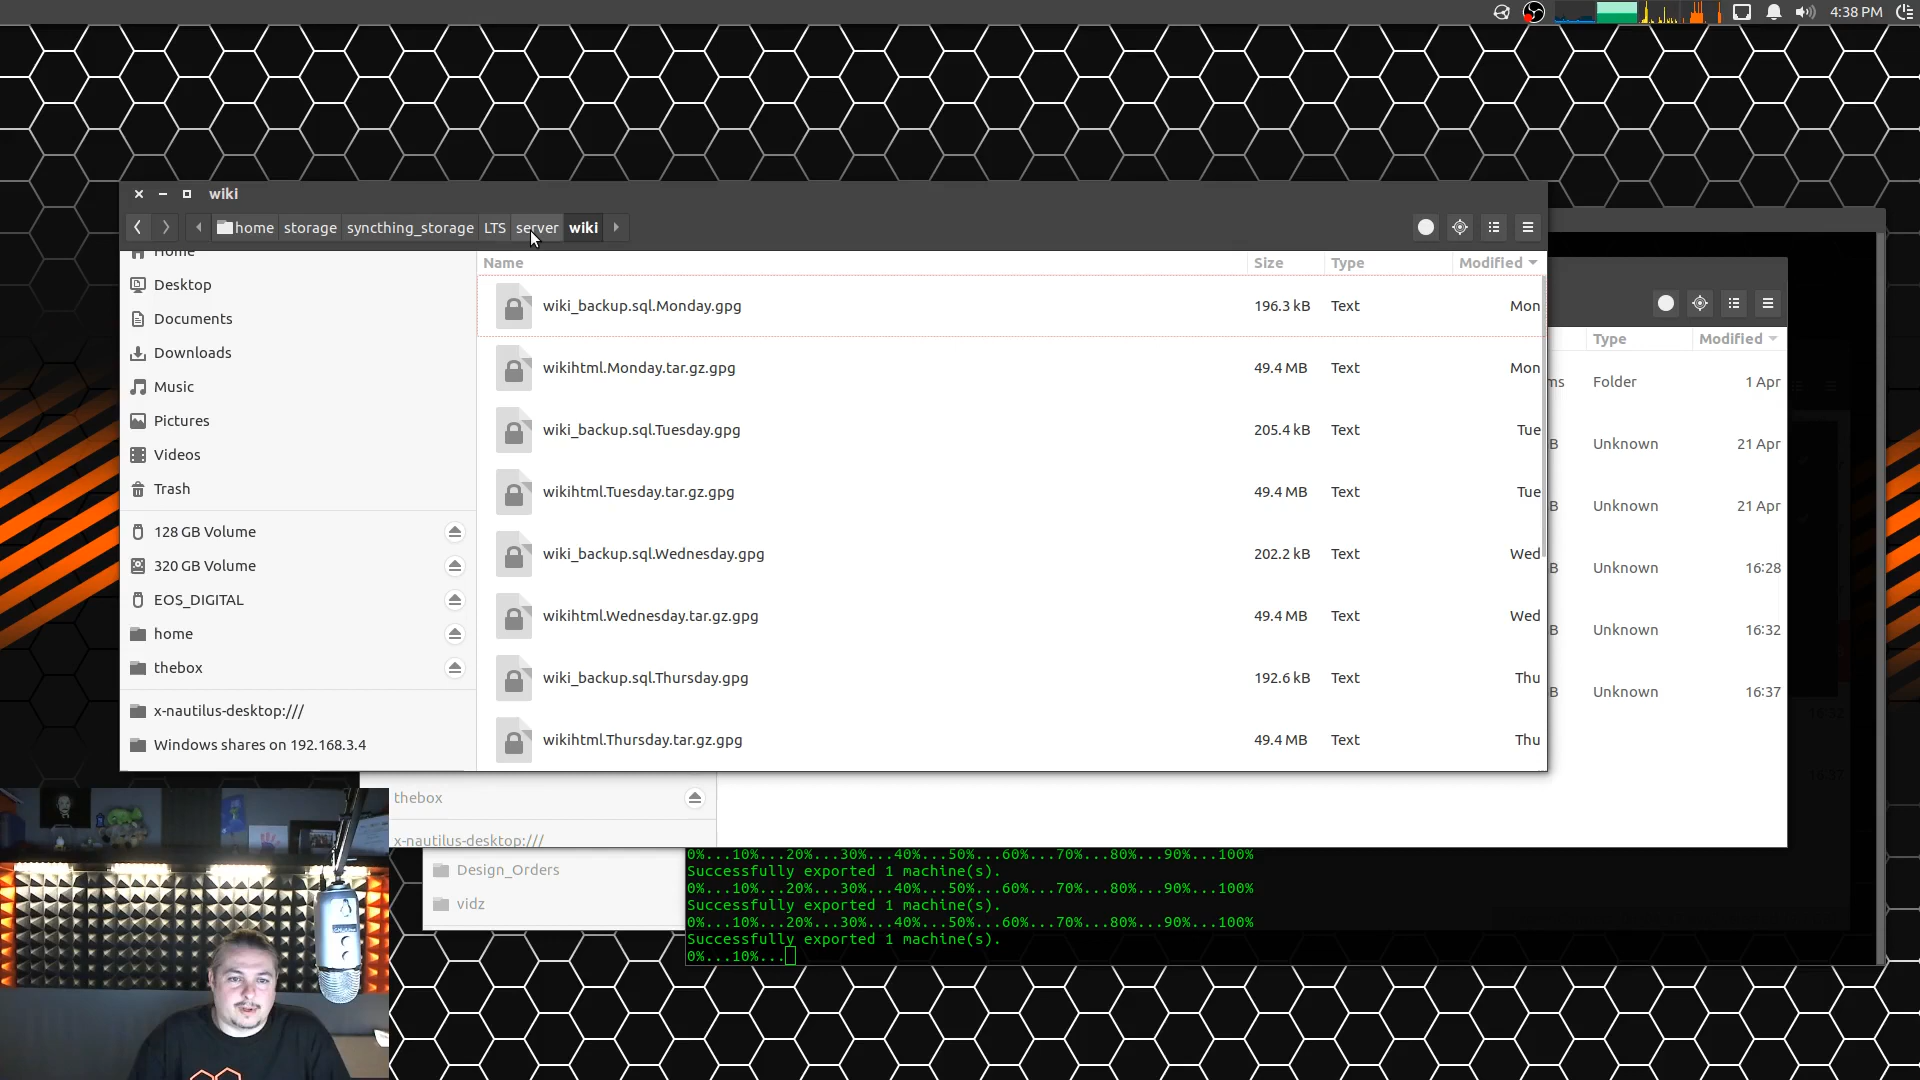 4:38 PM
wiki
home storage syncthing_storage LTS server wiki
Name Size Type Modified
Home
Desktop
Documents
Downloads
Music
Pictures
Videos
Trash
128 GB Volume
320 GB Volume
EOS_DIGITAL
home
thebox
x-nautilus-desktop:///
Windows shares on 192.168.3.4
wiki_backup.sql.Monday.gpg 196.3 kB Text Mon
wikihtml.Monday.tar.gz.gpg 49.4 MB Text Mon
wiki_backup.sql.Tuesday.gpg 205.4 kB Text Tue
wikihtml.Tuesday.tar.gz.gpg 49.4 MB Text Tue
wiki_backup.sql.Wednesday.gpg 202.2 kB Text Wed
wikihtml.Wednesday.tar.gz.gpg 49.4 MB Text Wed
wiki_backup.sql.Thursday.gpg 192.6 kB Text Thu
wikihtml.Thursday.tar.gz.gpg 49.4 MB Text Thu
Type Modified
ms Folder 1 Apr
B Unknown 21 Apr
B Unknown 21 Apr
B Unknown 16:28
B Unknown 16:32
B Unknown 16:37
thebox
x-nautilus-desktop:///
Design_Orders
vidz
0%...10%...20%...30%...40%...50%...60%...70%...80%...90%...100%
Successfully exported 1 machine(s).
0%...10%...20%...30%...40%...50%...60%...70%...80%...90%...100%
Successfully exported 1 machine(s).
0%...10%...20%...30%...40%...50%...60%...70%...80%...90%...100%
Successfully exported 1 machine(s).
0%...10%...